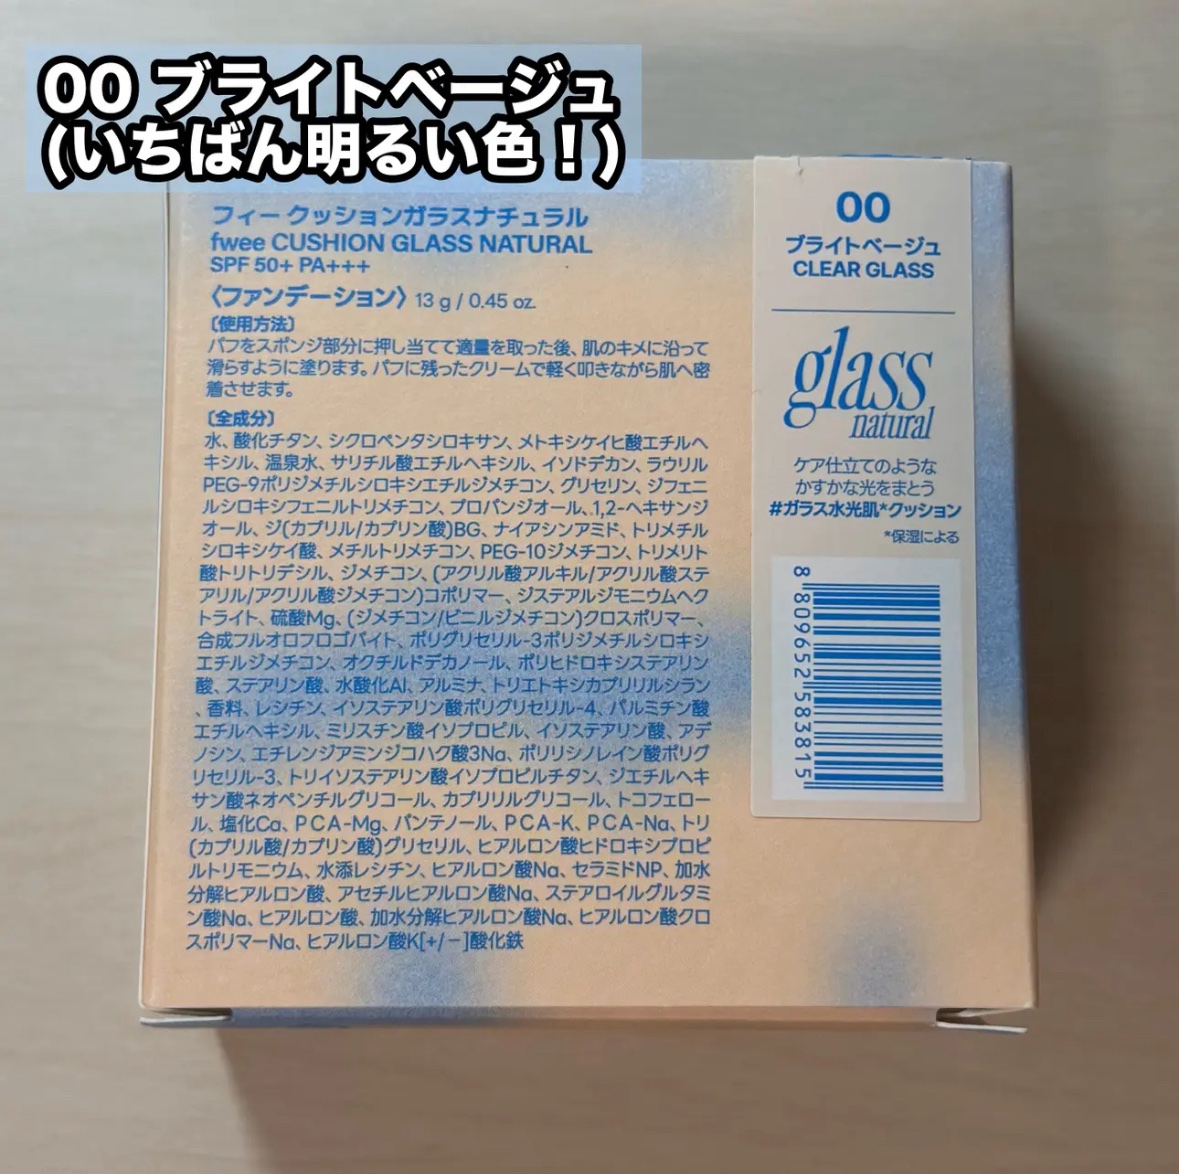 00 ブライトベージュ
(いちばん明るい色！)
フィー クッションガラスナチュラル
fwee CUSHION GLASS NATURAL
SPF 50+ PA+++
〈ファンデーション〉 13 g / 0.45 oz.
〔使用方法〕
パフをスポンジ部分に押し当てて適量を取った後、肌のキメに沿って
滑らすように塗ります。パフに残ったクリームで軽く叩きながら肌へ密
着させます。
〔全成分〕
水、酸化チタン、シクロペンタシロキサン、メトキシケイヒ酸エチルヘ
キシル、温泉水、サリチル酸エチルヘキシル、イソドデカン、ラウリル
PEG-9ポリジメチルシロキシエチルジメチコン、グリセリン、ジフェニ
ルシロキシフェニルトリメチコン、プロパンジオール、1,2-ヘキサンジ
オール、ジ(カプリル/カプリン酸)BG、ナイアシンアミド、トリメチル
シロキシケイ酸、メチルトリメチコン、PEG-10ジメチコン、トリメリト
酸トリトリデシル、ジメチコン、(アクリル酸アルキル/アクリル酸ステ
アリル/アクリル酸ジメチコン)コポリマー、ジステアルジモニウムヘク
トライト、硫酸Mg、(ジメチコン/ビニルジメチコン)クロスポリマー、
合成フルオロフロゴパイト、ポリグリセリル-3ポリジメチルシロキシ
エチルジメチコン、オクチルドデカノール、ポリヒドロキシステアリン
酸、ステアリン酸、水酸化Al、アルミナ、トリエトキシカプリリルシラン
、香料、レシチン、イソステアリン酸ポリグリセリル-4、パルミチン酸
エチルヘキシル、ミリスチン酸イソプロピル、イソステアリン酸、アデ
ノシン、エチレンジアミンジコハク酸3Na、ポリリシノレイン酸ポリグ
リセリル-3、トリイソステアリン酸イソプロピルチタン、ジエチルヘキ
サン酸ネオペンチルグリコール、カプリリルグリコール、トコフェロー
ル、塩化Ca、PCA-Mg、パンテノール、PCA-K、PCA-Na、トリ
(カプリル酸/カプリン酸)グリセリル、ヒアルロン酸ヒドロキシプロピ
ルトリモニウム、水添レシチン、ヒアルロン酸Na、セラミドNP、加水
分解ヒアルロン酸、アセチルヒアルロン酸Na、ステアロイルグルタミ
ン酸Na、ヒアルロン酸、加水分解ヒアルロン酸Na、ヒアルロン酸クロ
スポリマーNa、ヒアルロン酸K[+/−]酸化鉄
00
ブライトベージュ
CLEAR GLASS
glass
natural
ケア仕立てのような
かすかな光をまとう
#ガラス水光肌*クッション
*保湿による
8 809652 583815